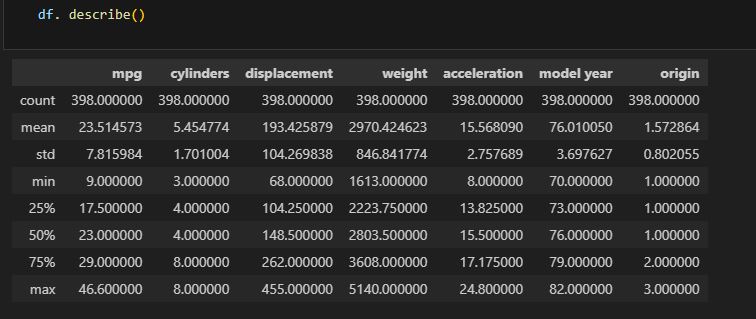 df. describe()
mpg cylinders displacement weight acceleration model year origin
count 398.000000 398.000000 398.000000 398.000000 398.000000 398.000000 398.000000
mean 23.514573 5.454774 193.425879 2970.424623 15.568090 76.010050 1.572864
std 7.815984 1.701004 104.269838 846.841774 2.757689 3.697627 0.802055
min 9.000000 3.000000 68.000000 1613.000000 8.000000 70.000000 1.000000
25% 17.500000 4.000000 104.250000 2223.750000 13.825000 73.000000 1.000000
50% 23.000000 4.000000 148.500000 2803.500000 15.500000 76.000000 1.000000
75% 29.000000 8.000000 262.000000 3608.000000 17.175000 79.000000 2.000000
max 46.600000 8.000000 455.000000 5140.000000 24.800000 82.000000 3.000000